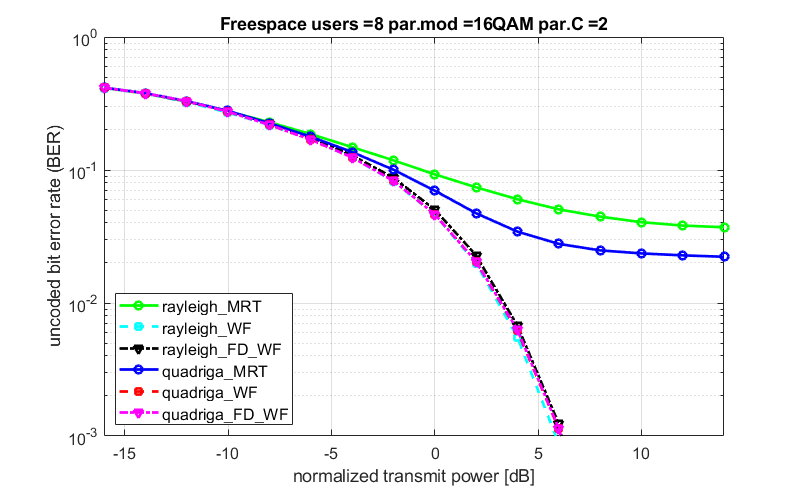 Freespace users =8 par.mod =16QAM par.C =2
uncoded bit error rate (BER)
10^0
10^-1
10^-2
10^-3
rayleigh_MRT
rayleigh_WF
rayleigh_FD_WF
quadriga_MRT
quadriga_WF
quadriga_FD_WF
-15 -10 -5 0 5 10
normalized transmit power [dB]